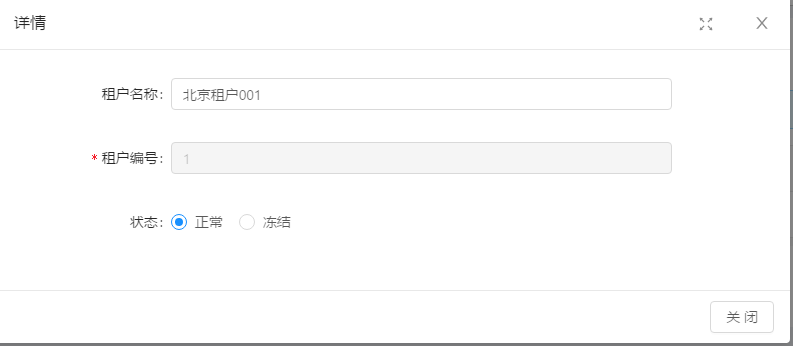 详情
租户名称: 北京租户001
* 租户编号: 1
状态: 正常 冻结
关 闭